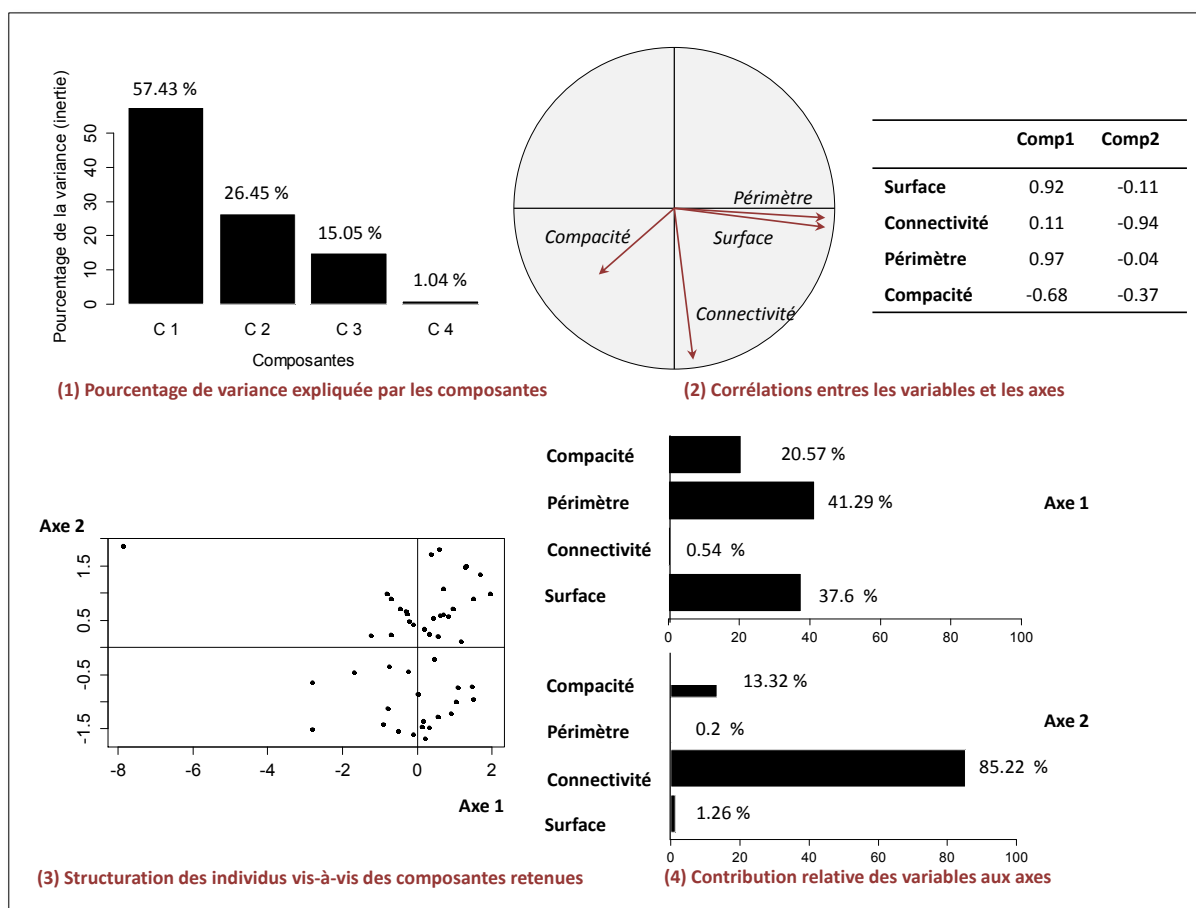 57.43 %
26.45 %
15.05 %
1.04 %
Pourcentage de la variance (inertie)
0 10 20 30 40 50
C 1 C 2 C 3 C 4
Composantes
(1) Pourcentage de variance expliquée par les composantes
Périmètre
Compacité
Surface
Connectivité
Comp1 Comp2
Surface 0.92 -0.11
Connectivité 0.11 -0.94
Périmètre 0.97 -0.04
Compacité -0.68 -0.37
(2) Corrélations entres les variables et les axes
Axe 2
-1.5 -0.5 0.5 1.5
-8 -6 -4 -2 0 2
Axe 1
(3) Structuration des individus vis-à-vis des composantes retenues
Compacité 20.57 %
Périmètre 41.29 %
Axe 1
Connectivité 0.54 %
Surface 37.6 %
0 20 40 60 80 100
Compacité 13.32 %
Périmètre 0.2 %
Axe 2
Connectivité 85.22 %
Surface 1.26 %
0 20 40 60 80 100
(4) Contribution relative des variables aux axes